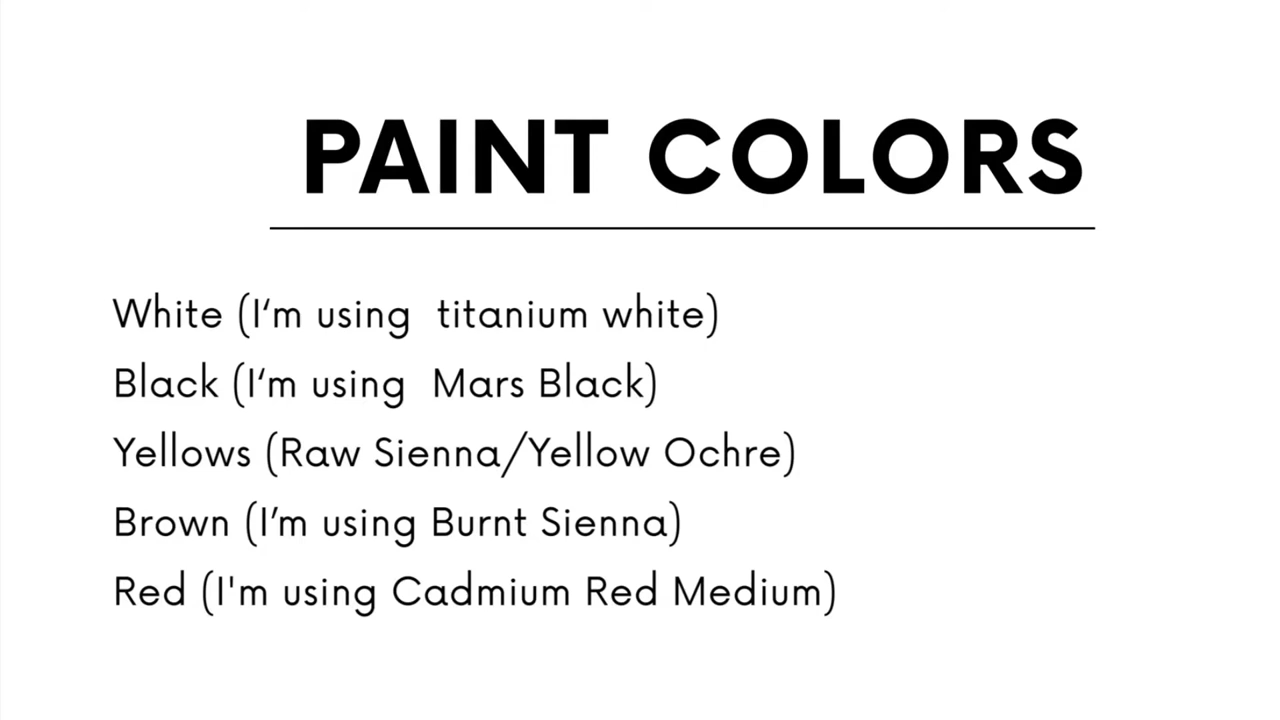 PAINT COLORS
White (I‘m using  titanium white)
Black (I‘m using  Mars Black)
Yellows (Raw Sienna/Yellow Ochre)
Brown (I’m using Burnt Sienna)
Red (I'm using Cadmium Red Medium)